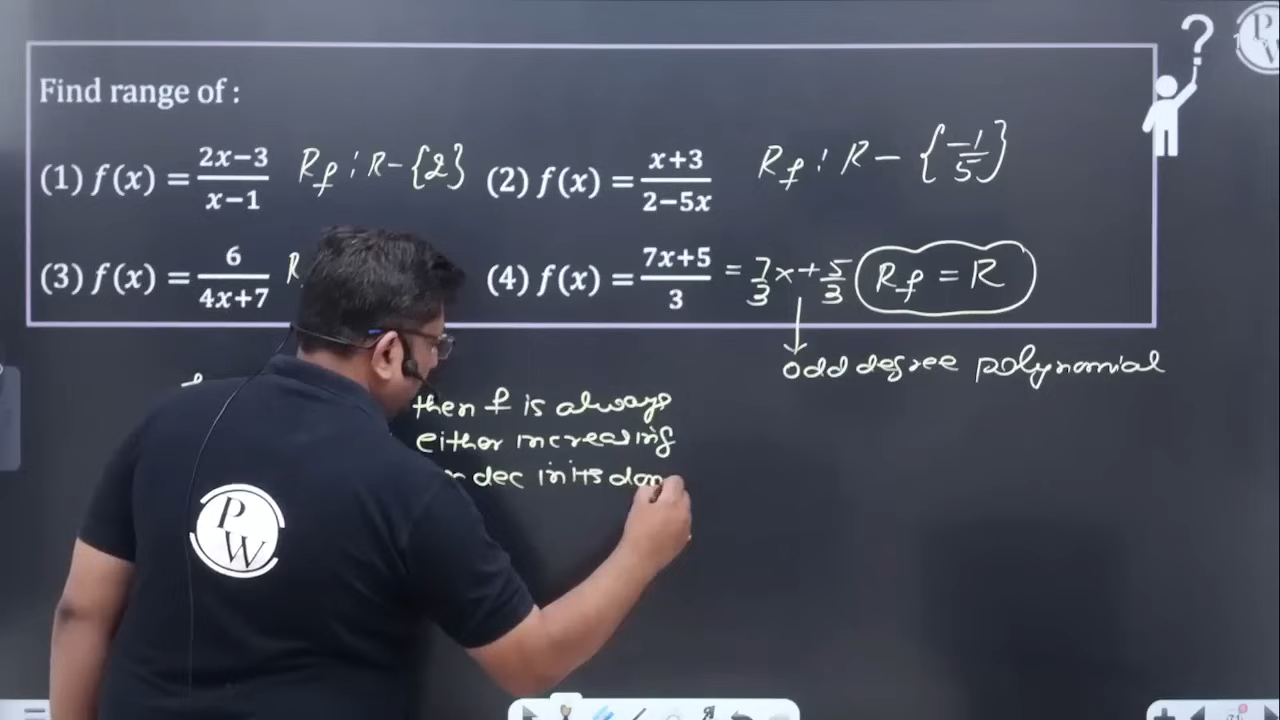 Find range of :
(1) f(x) = 2x−3 / x−1 Rf : R − {2} (2) f(x) = x+3 / 2−5x Rf : R − {−1/5}
(3) f(x) = 6 / 4x+7 R (4) f(x) = 7x+5 / 3 = 7/3 x + 5/3 Rf = R
odd degree polynomial
then f is always
either increasing
dec in its dom
PW
PW